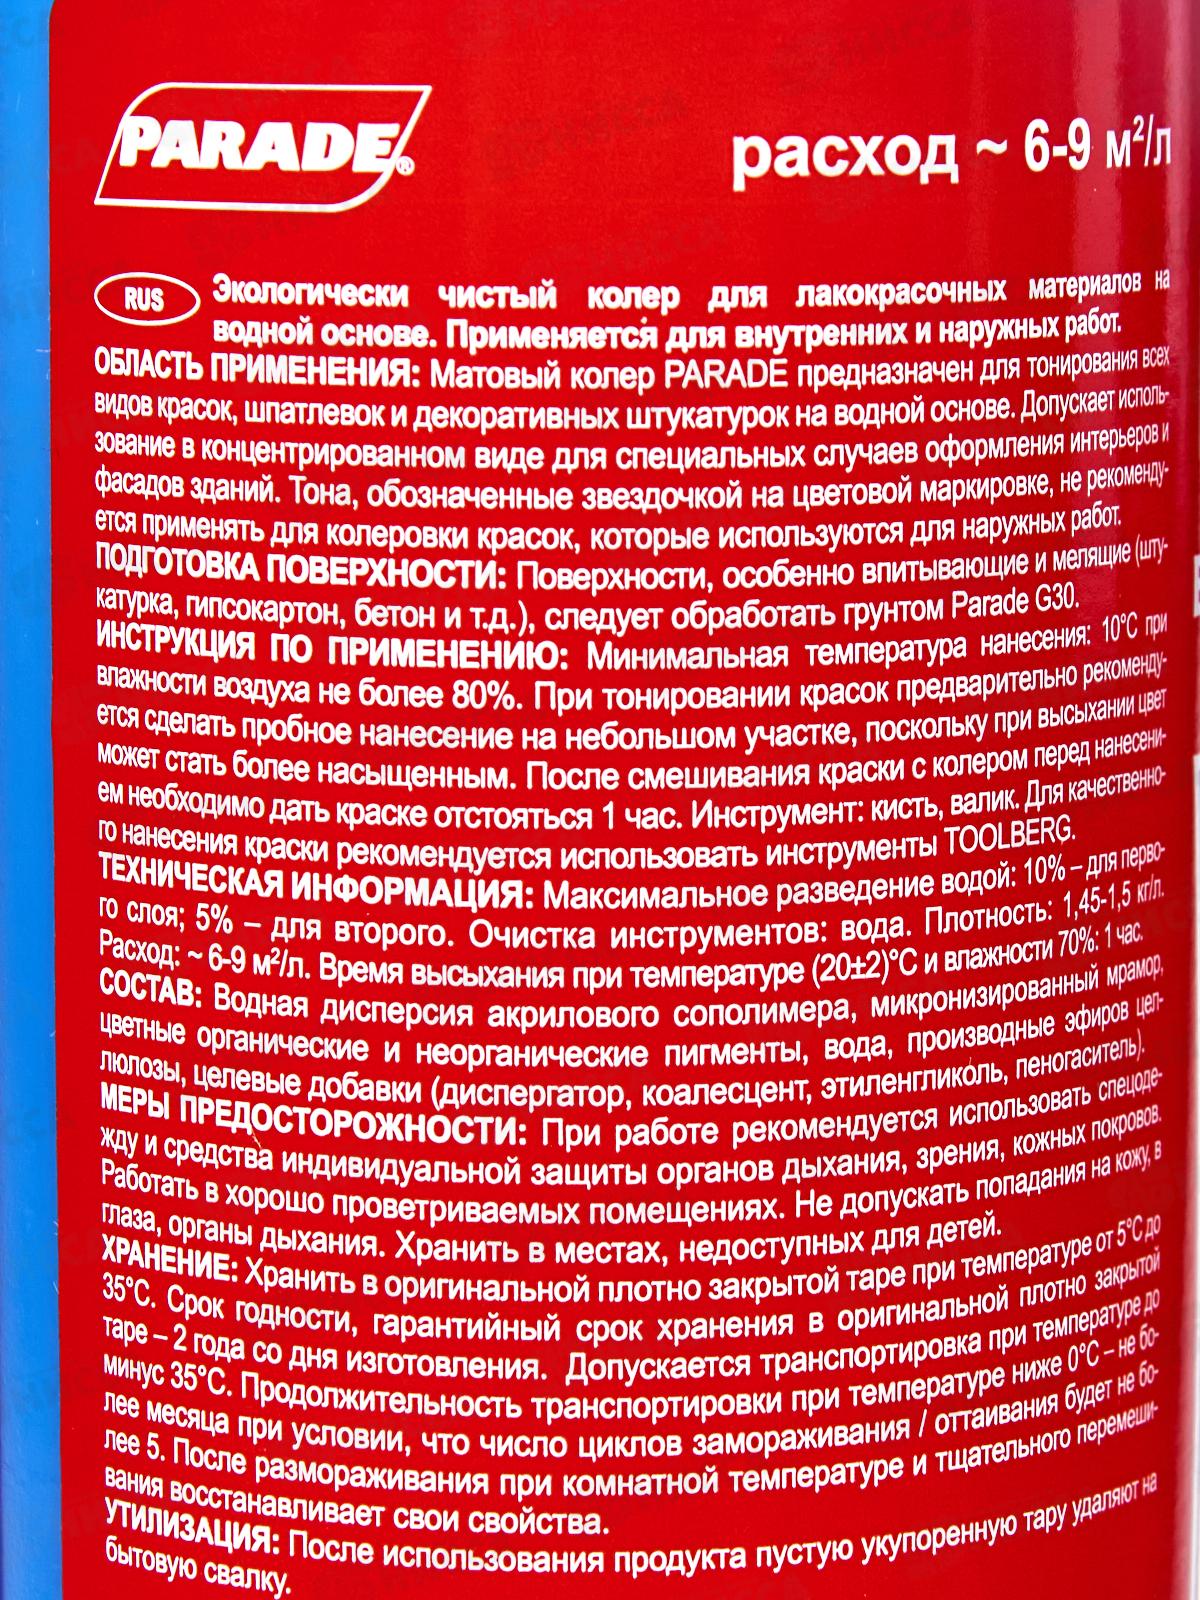 PARADE®
расход ~ 6-9 м²/л
RUS
Экологически чистый колер для лакокрасочных материалов на
водной основе. Применяется для внутренних и наружных работ.
ОБЛАСТЬ ПРИМЕНЕНИЯ: Матовый колер PARADE предназначен для тонирования всех
видов красок, шпатлевок и декоративных штукатурок на водной основе. Допускает исполь-
зование в концентрированном виде для специальных случаев оформления интерьеров и
фасадов зданий. Тона, обозначенные звездочкой на цветовой маркировке, не рекоменду-
ется применять для колеровки красок, которые используются для наружных работ.
ПОДГОТОВКА ПОВЕРХНОСТИ: Поверхности, особенно впитывающие и мелящие (шту-
катурка, гипсокартон, бетон и т.д.), следует обработать грунтом Parade G30.
ИНСТРУКЦИЯ ПО ПРИМЕНЕНИЮ: Минимальная температура нанесения: 10°C при
влажности воздуха не более 80%. При тонировании красок предварительно рекоменду-
ется сделать пробное нанесение на небольшом участке, поскольку при высыхании цвет
может стать более насыщенным. После смешивания краски с колером перед нанесени-
ем необходимо дать краске отстояться 1 час. Инструмент: кисть, валик. Для качественно-
го нанесения краски рекомендуется использовать инструменты TOOLBERG.
ТЕХНИЧЕСКАЯ ИНФОРМАЦИЯ: Максимальное разведение водой: 10% – для перво-
го слоя; 5% – для второго. Очистка инструментов: вода. Плотность: 1,45-1,5 кг/л.
Расход: ~ 6-9 м²/л. Время высыхания при температуре (20±2)°C и влажности 70%: 1 час.
СОСТАВ: Водная дисперсия акрилового сополимера, микронизированный мрамор,
цветные органические и неорганические пигменты, вода, производные эфиров цел-
люлозы, целевые добавки (диспергатор, коалесцент, этиленгликоль, пеногаситель).
МЕРЫ ПРЕДОСТОРОЖНОСТИ: При работе рекомендуется использовать спецоде-
жду и средства индивидуальной защиты органов дыхания, зрения, кожных покровов.
Работать в хорошо проветриваемых помещениях. Не допускать попадания на кожу, в
глаза, органы дыхания. Хранить в местах, недоступных для детей.
ХРАНЕНИЕ: Хранить в оригинальной плотно закрытой таре при температуре от 5°C до
35°C. Срок годности, гарантийный срок хранения в оригинальной плотно закрытой
таре – 2 года со дня изготовления. Допускается транспортировка при температуре до
минус 35°C. Продолжительность транспортировки при температуре ниже 0°C – не бо-
лее месяца при условии, что число циклов замораживания / оттаивания будет не бо-
лее 5. После размораживания при комнатной температуре и тщательного перемеши-
вания восстанавливает свои свойства.
УТИЛИЗАЦИЯ: После использования продукта пустую укупоренную тару удаляют на
бытовую свалку.